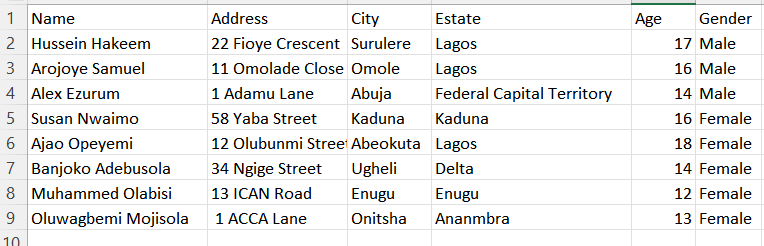 1 Name Address City Estate Age Gender
2 Hussein Hakeem 22 Fioye Crescent Surulere Lagos 17 Male
3 Arojoye Samuel 11 Omolade Close Omole Lagos 16 Male
4 Alex Ezurum 1 Adamu Lane Abuja Federal Capital Territory 14 Male
5 Susan Nwaimo 58 Yaba Street Kaduna Kaduna 16 Female
6 Ajao Opeyemi 12 Olubunmi Street Abeokuta Lagos 18 Female
7 Banjoko Adebusola 34 Ngige Street Ugheli Delta 14 Female
8 Muhammed Olabisi 13 ICAN Road Enugu Enugu 12 Female
9 Oluwagbemi Mojisola 1 ACCA Lane Onitsha Ananmbra 13 Female
10